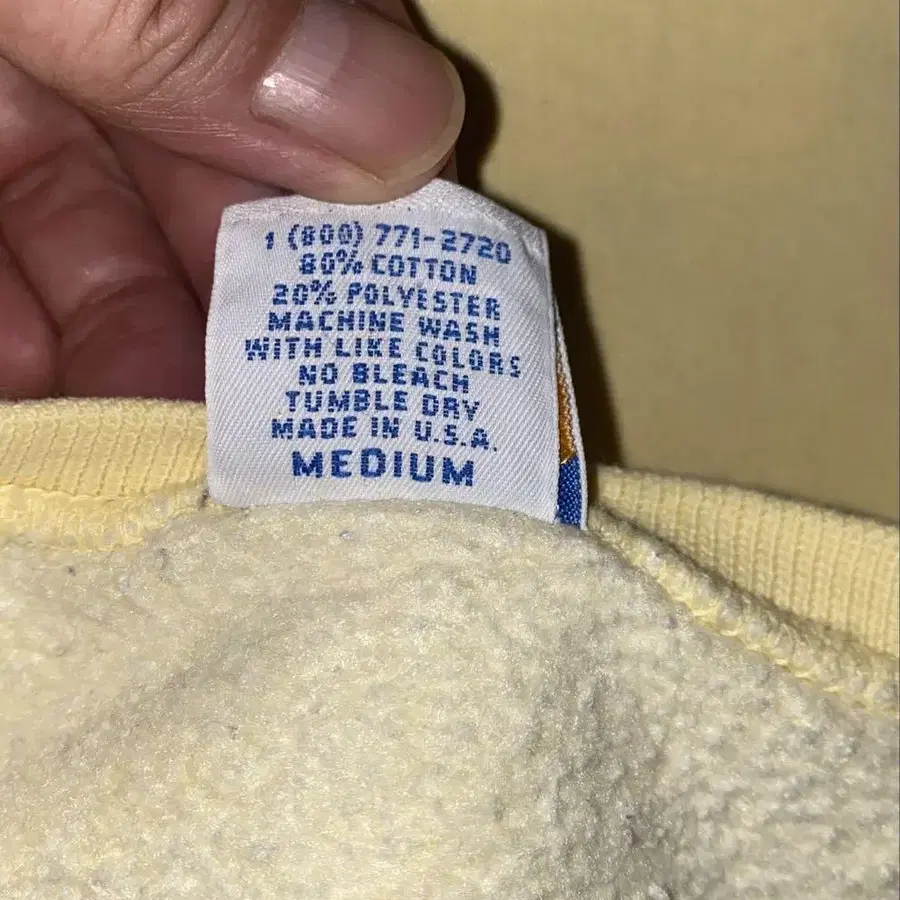 1 (800) 771-2720
80% COTTON
20% POLYESTER
MACHINE WASH
WITH LIKE COLORS
NO BLEACH
TUMBLE DRY
MADE IN U.S.A.
MEDIUM